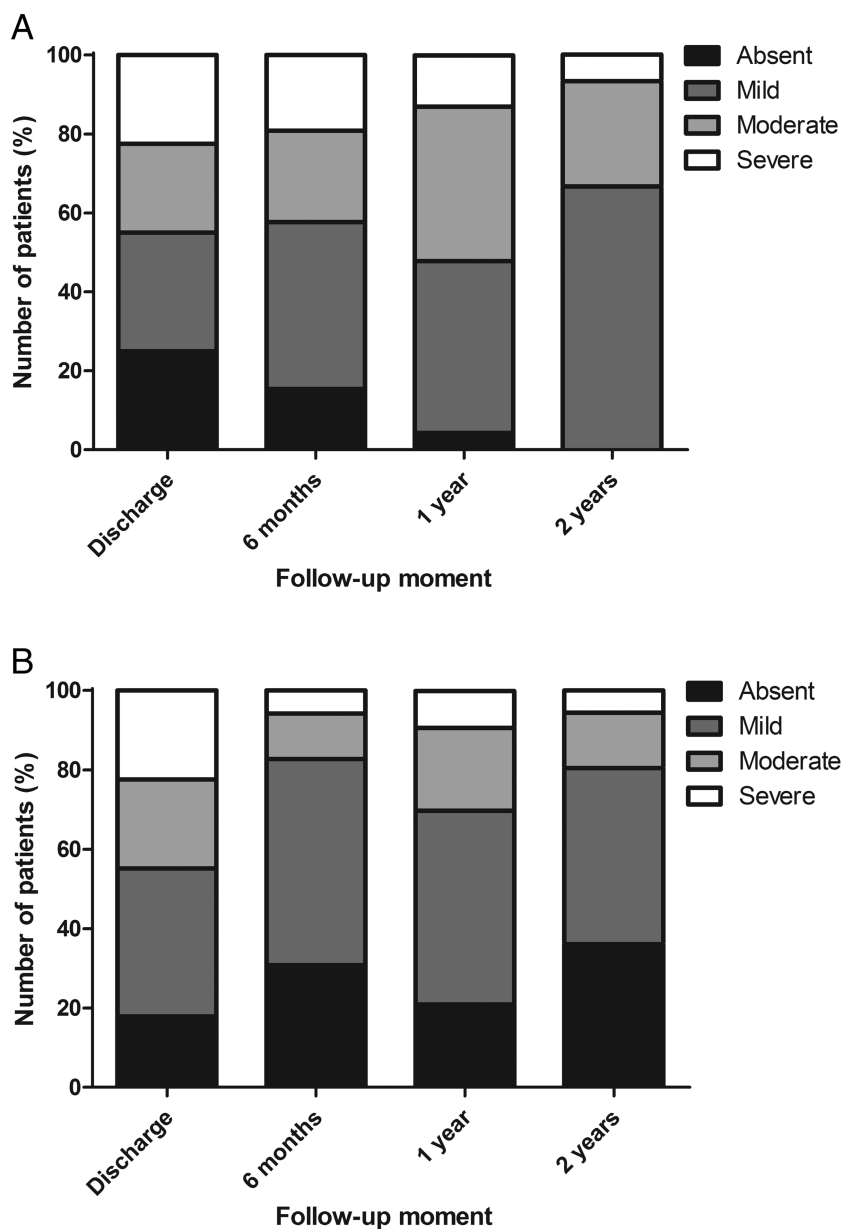 A
100
80
60
40
20
0
Number of patients (%)
Absent
Mild
Moderate
Severe
Discharge
6 months
1 year
2 years
Follow-up moment
B
100
80
60
40
20
0
Number of patients (%)
Absent
Mild
Moderate
Severe
Discharge
6 months
1 year
2 years
Follow-up moment